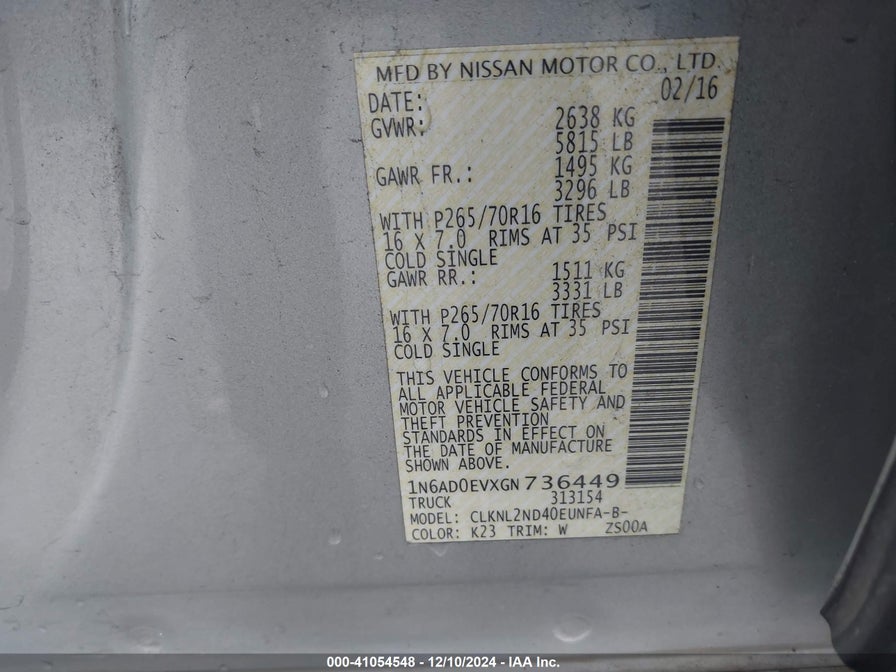 MFD BY NISSAN MOTOR CO., LTD.
DATE: 02/16
GVWR: 2638 KG
5815 LB
GAWR FR.: 1495 KG
3296 LB
WITH P265/70R16 TIRES
16 X 7.0 RIMS AT 35 PSI
COLD SINGLE
GAWR RR.: 1511 KG
3331 LB
WITH P265/70R16 TIRES
16 X 7.0 RIMS AT 35 PSI
COLD SINGLE
THIS VEHICLE CONFORMS TO
ALL APPLICABLE FEDERAL
MOTOR VEHICLE SAFETY AND
THEFT PREVENTION
STANDARDS IN EFFECT ON
THE DATE OF MANUFACTURE
SHOWN ABOVE.
1N6AD0EVXGN736449
TRUCK 313154
MODEL: CLKNL2ND40EUNFA-B-
COLOR: K23 TRIM: W ZS00A
000-41054548 - 12/10/2024 - IAA Inc.